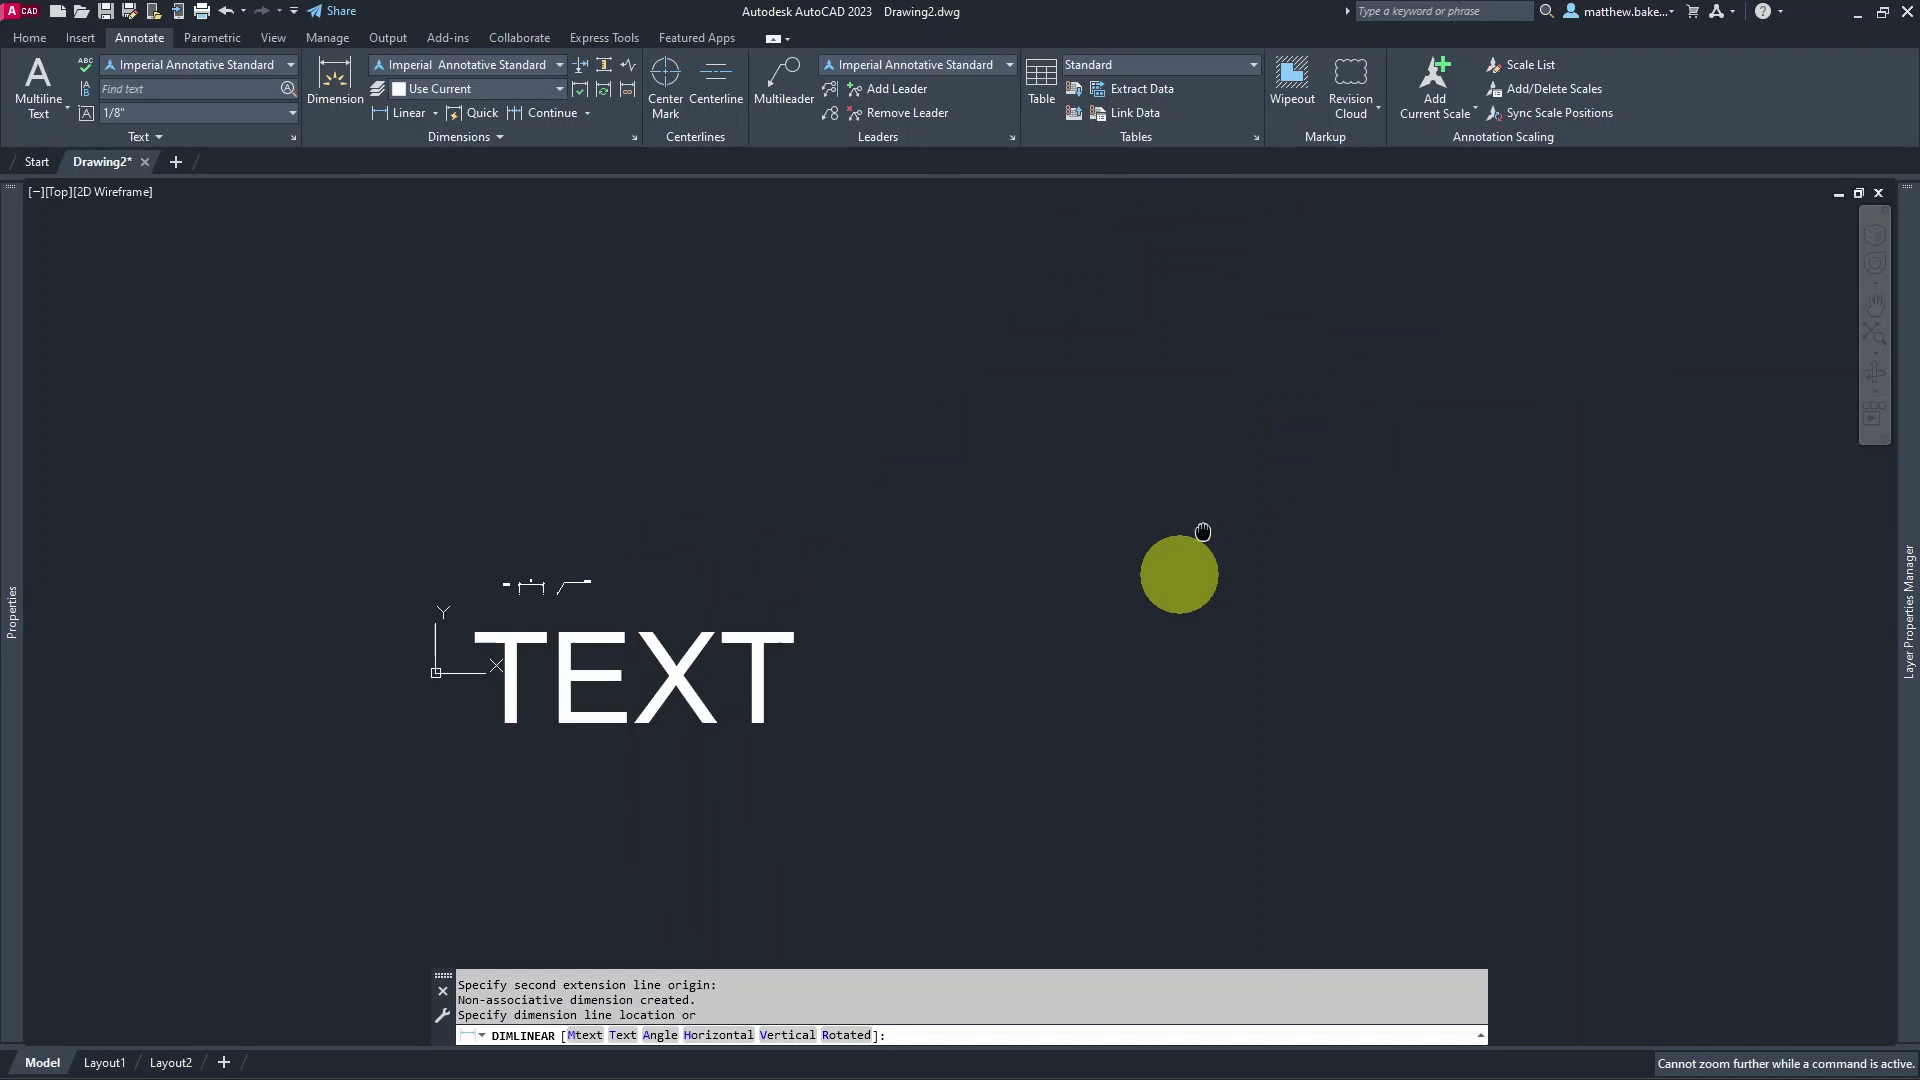 A CAD Share Autodesk AutoCAD 2023 Drawing2.dwg Type a keyword or phrase matthew.bake... ?
Home Insert Annotate Parametric View Manage Output Add-ins Collaborate Express Tools Featured Apps
A ABC Imperial Annotative Standard Imperial Annotative Standard Imperial Annotative Standard Standard Scale List
Multiline Text Find text Dimension Use Current Center Mark Centerline Multileader Add Leader Table Extract Data Wipeout Revision Cloud Add Current Scale Add/Delete Scales
1/8" Linear Quick Continue Remove Leader Link Data Sync Scale Positions
Text Dimensions Centerlines Leaders Tables Markup Annotation Scaling
Start Drawing2* +
[−][Top][2D Wireframe]
Properties
Layer Properties Manager
Y
X
TEXT
Specify second extension line origin:
Non-associative dimension created.
Specify dimension line location or
DIMLINEAR [Mtext Text Angle Horizontal Vertical Rotated]:
Model Layout1 Layout2 + Cannot zoom further while a command is active.